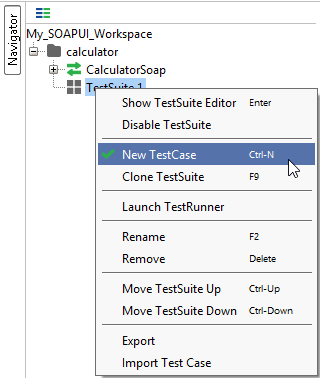 Navigator
My_SOAPUI_Workspace
calculator
CalculatorSoap
TestSuite 1
Show TestSuite Editor Enter
Disable TestSuite
New TestCase Ctrl-N
Clone TestSuite F9
Launch TestRunner
Rename F2
Remove Delete
Move TestSuite Up Ctrl-Up
Move TestSuite Down Ctrl-Down
Export
Import Test Case